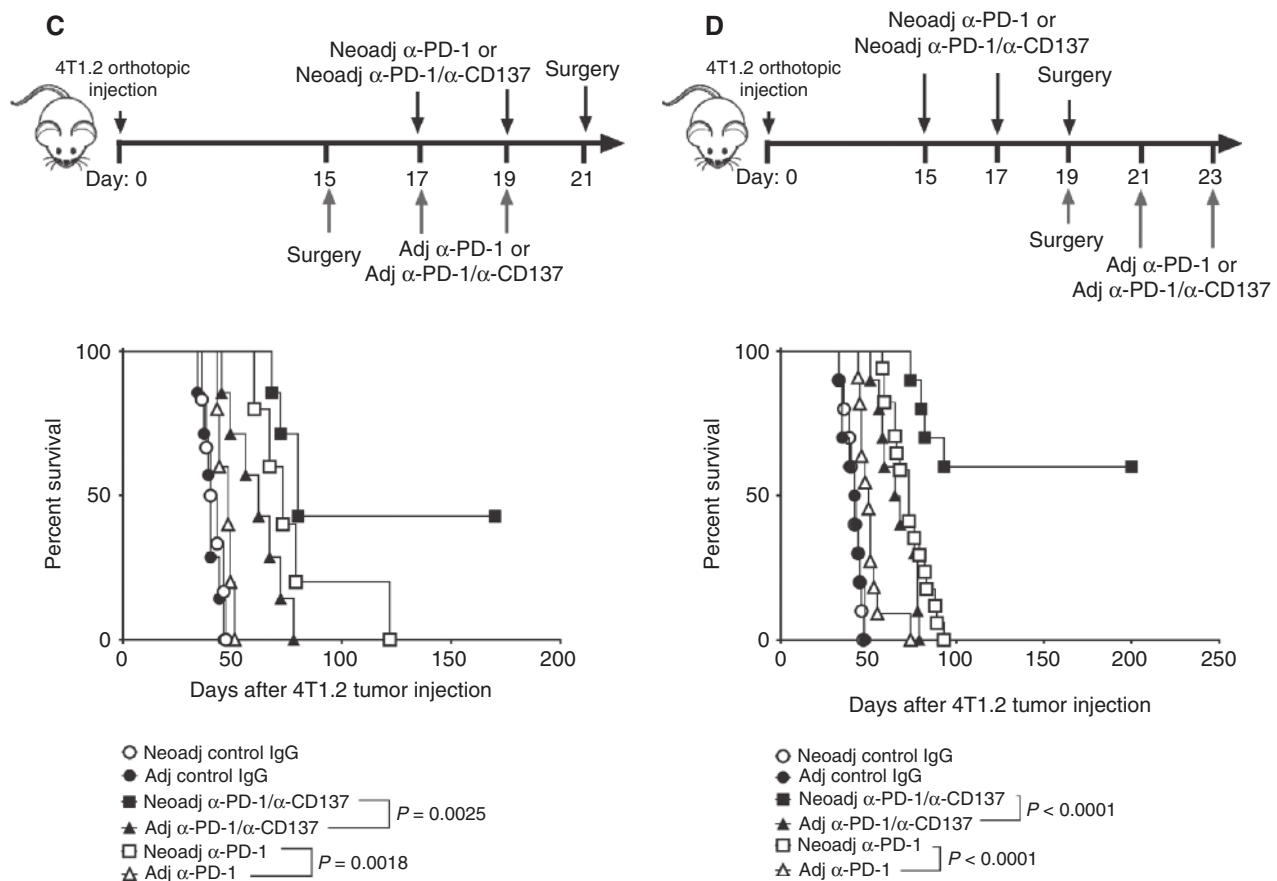 C
4T1.2 orthotopic
injection
Neoadj α-PD-1 or
Neoadj α-PD-1/α-CD137
Surgery
Day: 0
15
17
19
21
Surgery
Adj α-PD-1 or
Adj α-PD-1/α-CD137
Percent survival
100
50
0
0
50
100
150
200
Days after 4T1.2 tumor injection
Neoadj control IgG
Adj control IgG
Neoadj α-PD-1/α-CD137
Adj α-PD-1/α-CD137
P = 0.0025
Neoadj α-PD-1
Adj α-PD-1
P = 0.0018
D
4T1.2 orthotopic
injection
Neoadj α-PD-1 or
Neoadj α-PD-1/α-CD137
Surgery
Day: 0
15
17
19
21
23
Surgery
Adj α-PD-1 or
Adj α-PD-1/α-CD137
Percent survival
100
50
0
0
50
100
150
200
250
Days after 4T1.2 tumor injection
Neoadj control IgG
Adj control IgG
Neoadj α-PD-1/α-CD137
Adj α-PD-1/α-CD137
P < 0.0001
Neoadj α-PD-1
Adj α-PD-1
P < 0.0001